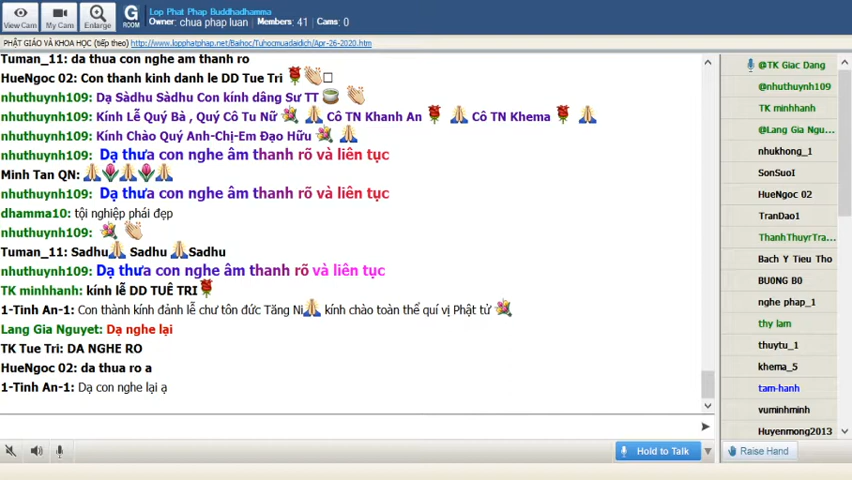 View Cam
My Cam
Enlarge
G
ROOM
Lop Phat Phap Buddhadhamma
Owner: chua phap luan Members: 41 Cams: 0
PHẬT GIÁO VÀ KHOA HỌC (tiếp theo) http://www.lopphatphap.net/Baihoc/Tuhocmuadaidich/Apr-26-2020.htm
Tuman_11: da thua con nghe am thanh ro
HueNgoc 02: Con thanh kinh danh le DD Tue Tri
nhuthuynh109: Dạ Sàdhu Sàdhu Con kính dâng Sư TT
nhuthuynh109: Kính Lễ Quý Bà , Quý Cô Tu Nữ Cô TN Khanh An Cô TN Khema
nhuthuynh109: Kính Chào Quý Anh-Chị-Em Đạo Hữu
nhuthuynh109: Dạ thưa con nghe âm thanh rõ và liên tục
Minh Tan QN:
nhuthuynh109: Dạ thưa con nghe âm thanh rõ và liên tục
dhamma10: tội nghiệp phái đẹp
nhuthuynh109:
Tuman_11: Sadhu Sadhu Sadhu
nhuthuynh109: Dạ thưa con nghe âm thanh rõ và liên tục
TK minhhanh: kính lễ DD TUÊ TRI
1-Tinh An-1: Con thành kính đảnh lễ chư tôn đức Tăng Ni kính chào toàn thể quí vị Phật tử
Lang Gia Nguyet: Dạ nghe lại
TK Tue Tri: DA NGHE RO
HueNgoc 02: da thua ro a
1-Tinh An-1: Dạ con nghe lại ạ
@TK Giac Dang
@nhuthuynh109
TK minhhanh
@Lang Gia Ngu...
nhukhong_1
SonSuoI
HueNgoc 02
TranDao1
ThanhThuyrTra...
Bach Y Tieu Tho
BU0NG B0
nghe phap_1
thy lam
thuytu_1
khema_5
tam-hanh
vuminhminh
Huyenmong2013
Hold to Talk
Raise Hand